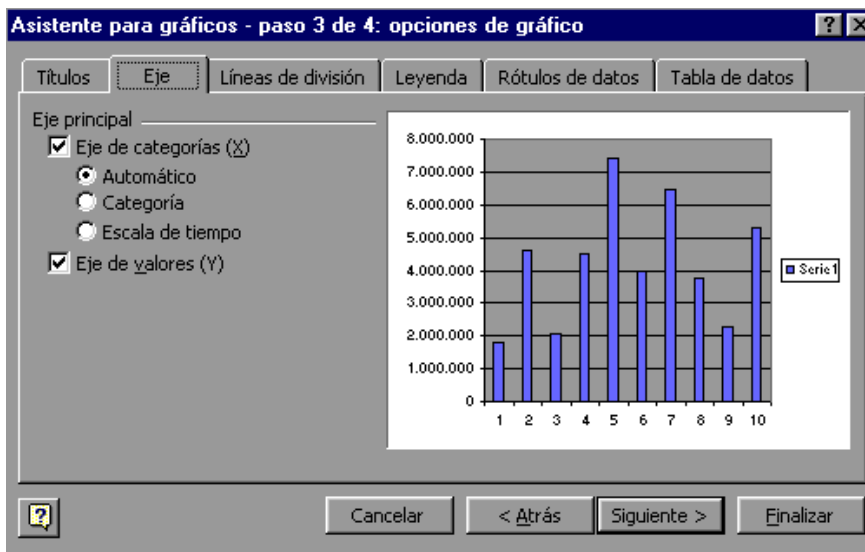 Asistente para gráficos - paso 3 de 4: opciones de gráfico
Títulos Eje Líneas de división Leyenda Rótulos de datos Tabla de datos
Eje principal
Eje de categorías (X)
Automático
Categoría
Escala de tiempo
Eje de valores (Y)
8.000.000
7.000.000
6.000.000
5.000.000
4.000.000
3.000.000
2.000.000
1.000.000
0
1 2 3 4 5 6 7 8 9 10
Serie1
Cancelar < Atrás Siguiente > Finalizar